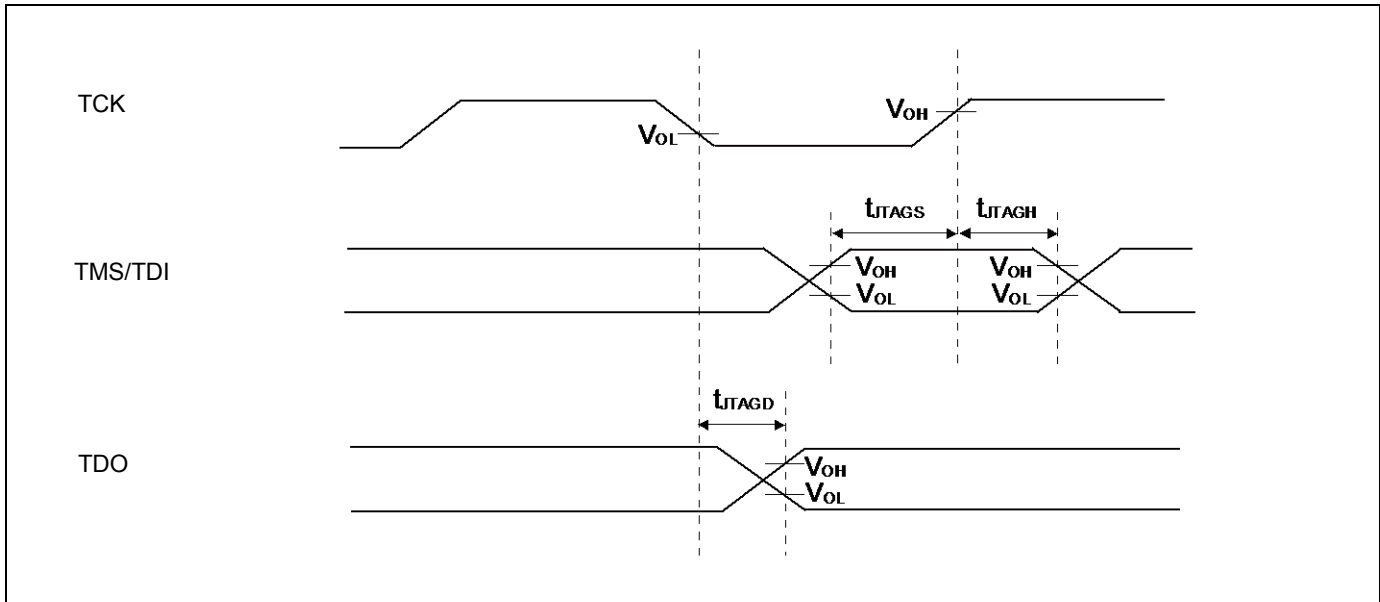 TCK
VOL
VOH
tJTAGS
tJTAGH
TMS/TDI
VOH
VOH
VOL
VOL
tJTAGD
TDO
VOH
VOL